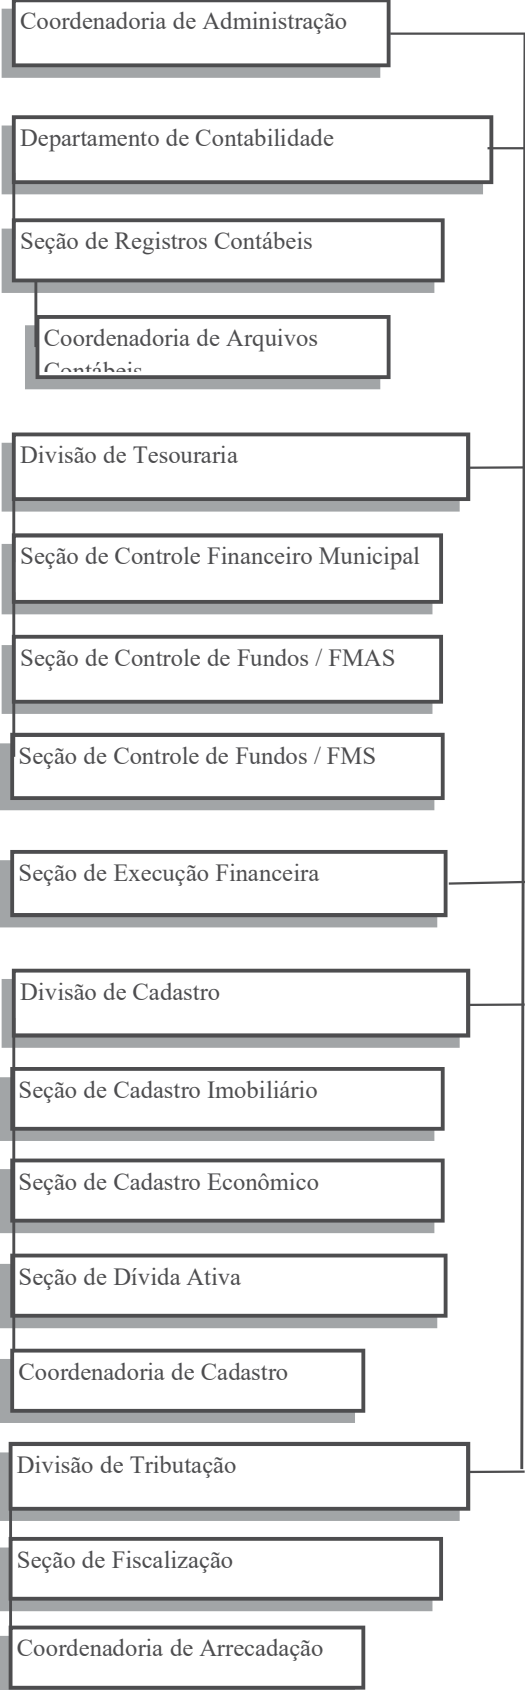 Coordenadoria de Administração
Departamento de Contabilidade
Seção de Registros Contábeis
Coordenadoria de Arquivos
Contábeis
Divisão de Tesouraria
Seção de Controle Financeiro Municipal
Seção de Controle de Fundos / FMAS
Seção de Controle de Fundos / FMS
Seção de Execução Financeira
Divisão de Cadastro
Seção de Cadastro Imobiliário
Seção de Cadastro Econômico
Seção de Dívida Ativa
Coordenadoria de Cadastro
Divisão de Tributação
Seção de Fiscalização
Coordenadoria de Arrecadação